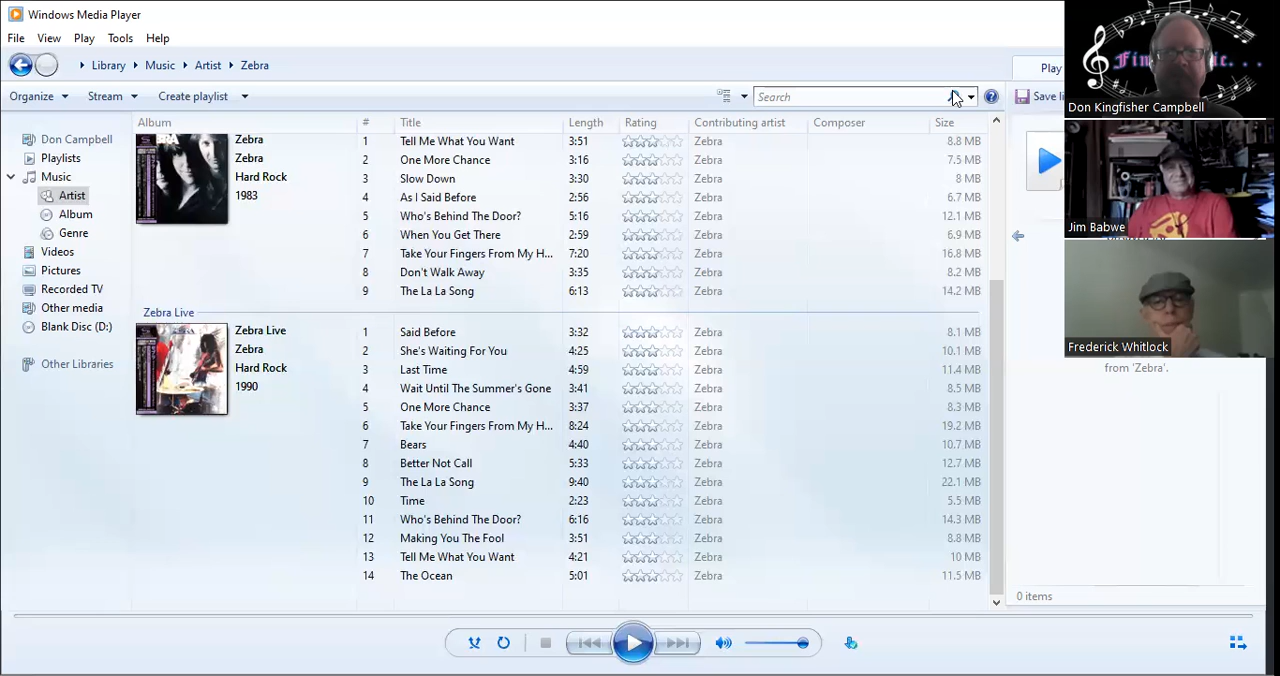 Windows Media Player
File View Play Tools Help
Library Music Artist Zebra
Play
Organize Stream Create playlist
Search
Save li
Album # Title Length Rating Contributing artist Composer Size
Don Campbell
Playlists
Music
Artist
Album
Genre
Videos
Pictures
Recorded TV
Other media
Blank Disc (D:)
Other Libraries
Zebra
Zebra
Hard Rock
1983
1 Tell Me What You Want 3:51 Zebra 8.8 MB
2 One More Chance 3:16 Zebra 7.5 MB
3 Slow Down 3:30 Zebra 8 MB
4 As I Said Before 2:56 Zebra 6.7 MB
5 Who's Behind The Door? 5:16 Zebra 12.1 MB
6 When You Get There 2:59 Zebra 6.9 MB
7 Take Your Fingers From My H... 7:20 Zebra 16.8 MB
8 Don't Walk Away 3:35 Zebra 8.2 MB
9 The La La Song 6:13 Zebra 14.2 MB
Zebra Live
Zebra Live
Zebra
Hard Rock
1990
1 Said Before 3:32 Zebra 8.1 MB
2 She's Waiting For You 4:25 Zebra 10.1 MB
3 Last Time 4:59 Zebra 11.4 MB
4 Wait Until The Summer's Gone 3:41 Zebra 8.5 MB
5 One More Chance 3:37 Zebra 8.3 MB
6 Take Your Fingers From My H... 8:24 Zebra 19.2 MB
7 Bears 4:40 Zebra 10.7 MB
8 Better Not Call 5:33 Zebra 12.7 MB
9 The La La Song 9:40 Zebra 22.1 MB
10 Time 2:23 Zebra 5.5 MB
11 Who's Behind The Door? 6:16 Zebra 14.3 MB
12 Making You The Fool 3:51 Zebra 8.8 MB
13 Tell Me What You Want 4:21 Zebra 10 MB
14 The Ocean 5:01 Zebra 11.5 MB
Don Kingfisher Campbell
Jim Babwe
Frederick Whitlock
from 'Zebra'.
0 items